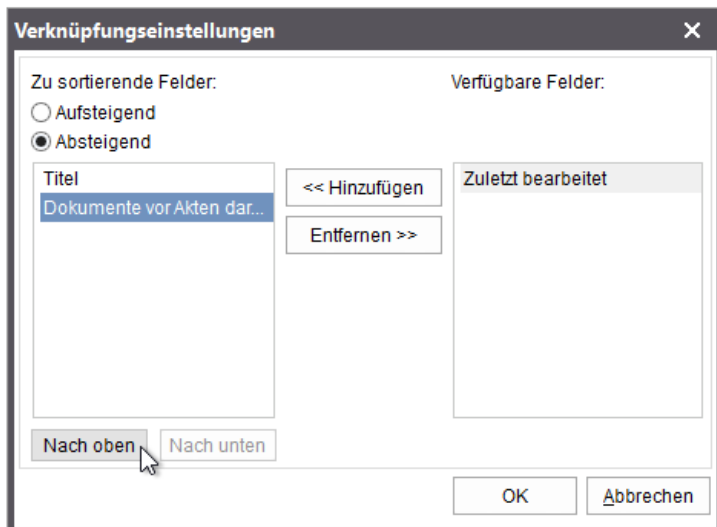 Verknüpfungseinstellungen
Zu sortierende Felder:
Aufsteigend
Absteigend
Titel
Dokumente vor Akten dar...
<< Hinzufügen
Entfernen >>
Verfügbare Felder:
Zuletzt bearbeitet
Nach oben
Nach unten
OK
Abbrechen